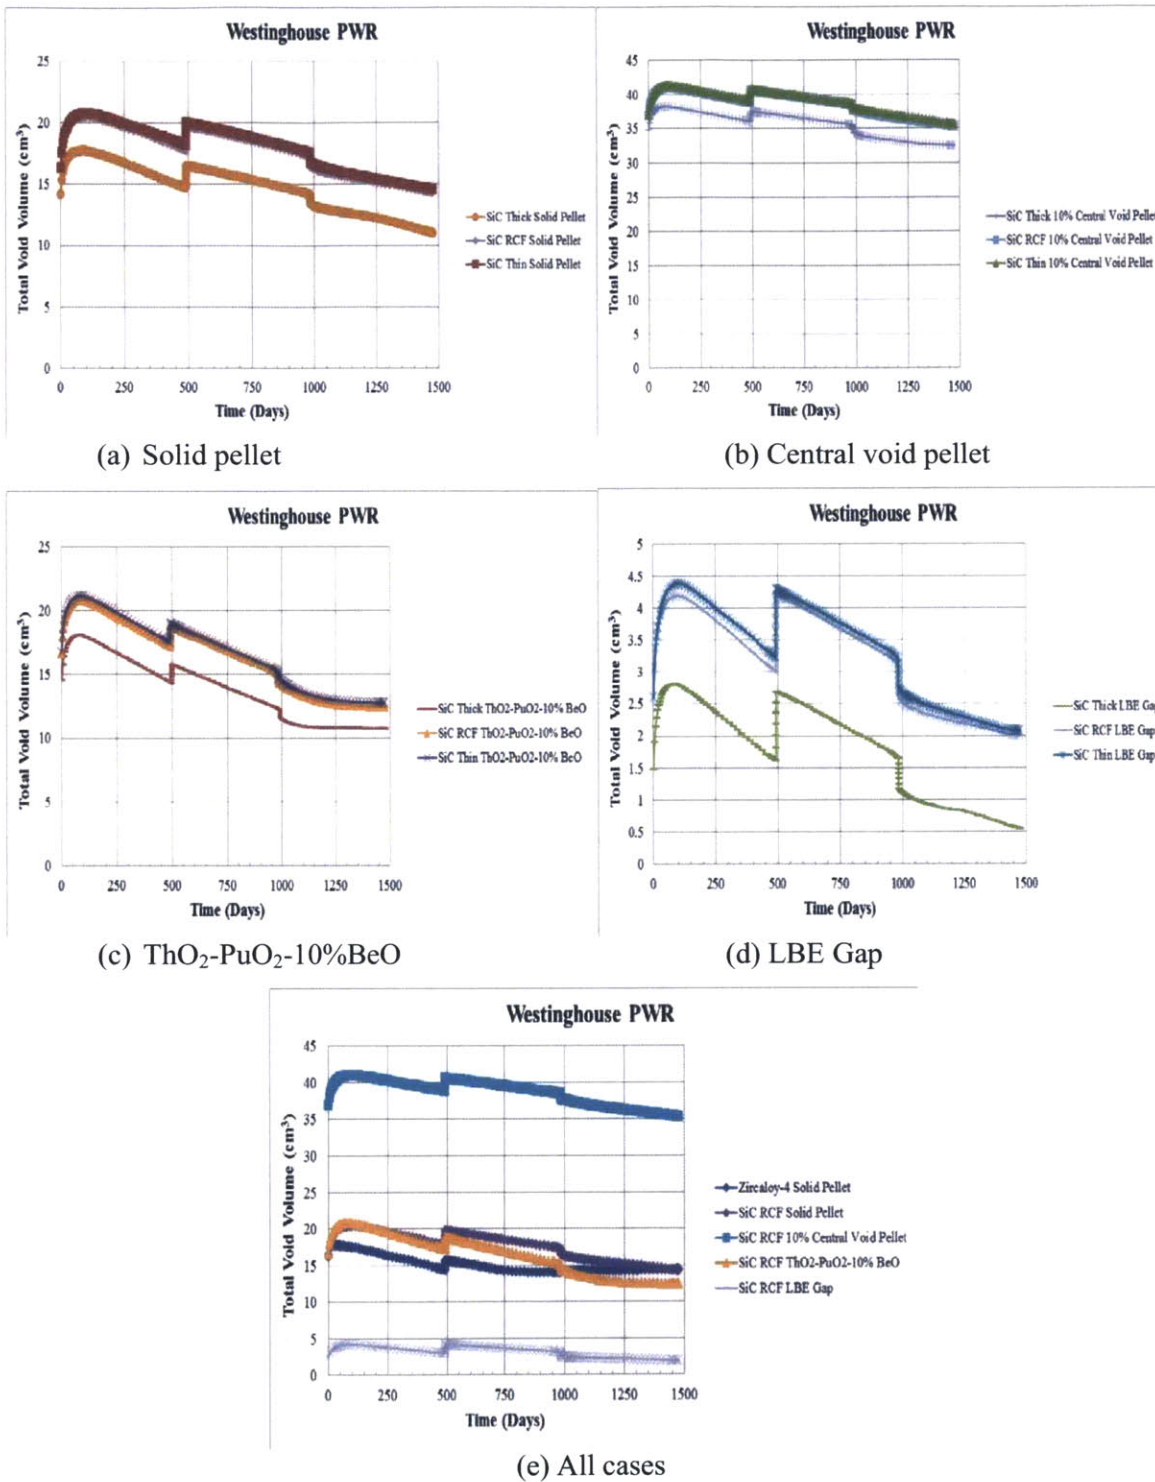 Westinghouse PWR
Total Void Volume (cm³)
25
20
15
10
5
0
0 250 500 750 1000 1250 1500
Time (Days)
SiC Thick Solid Pellet
SiC RCF Solid Pellet
SiC Thin Solid Pellet
(a) Solid pellet
Westinghouse PWR
Total Void Volume (cm³)
45
40
35
30
25
20
15
10
5
0
0 250 500 750 1000 1250 1500
Time (Days)
SiC Thick 10% Central Void Pellet
SiC RCF 10% Central Void Pellet
SiC Thin 10% Central Void Pellet
(b) Central void pellet
Westinghouse PWR
Total Void Volume (cm³)
25
20
15
10
5
0
0 250 500 750 1000 1250 1500
Time (Days)
SiC Thick ThO2-PuO2-10% BeO
SiC RCF ThO2-PuO2-10% BeO
SiC Thin ThO2-PuO2-10% BeO
(c) ThO₂-PuO₂-10%BeO
Westinghouse PWR
Total Void Volume (cm³)
5
4.5
4
3.5
3
2.5
2
1.5
1
0.5
0
0 250 500 750 1000 1250 1500
Time (Days)
SiC Thick LBE Gap
SiC RCF LBE Gap
SiC Thin LBE Gap
(d) LBE Gap
Westinghouse PWR
Total Void Volume (cm³)
45
40
35
30
25
20
15
10
5
0
0 250 500 750 1000 1250 1500
Time (Days)
Zircaloy-4 Solid Pellet
SiC RCF Solid Pellet
SiC RCF 10% Central Void Pellet
SiC RCF ThO2-PuO2-10% BeO
SiC RCF LBE Gap
(e) All cases